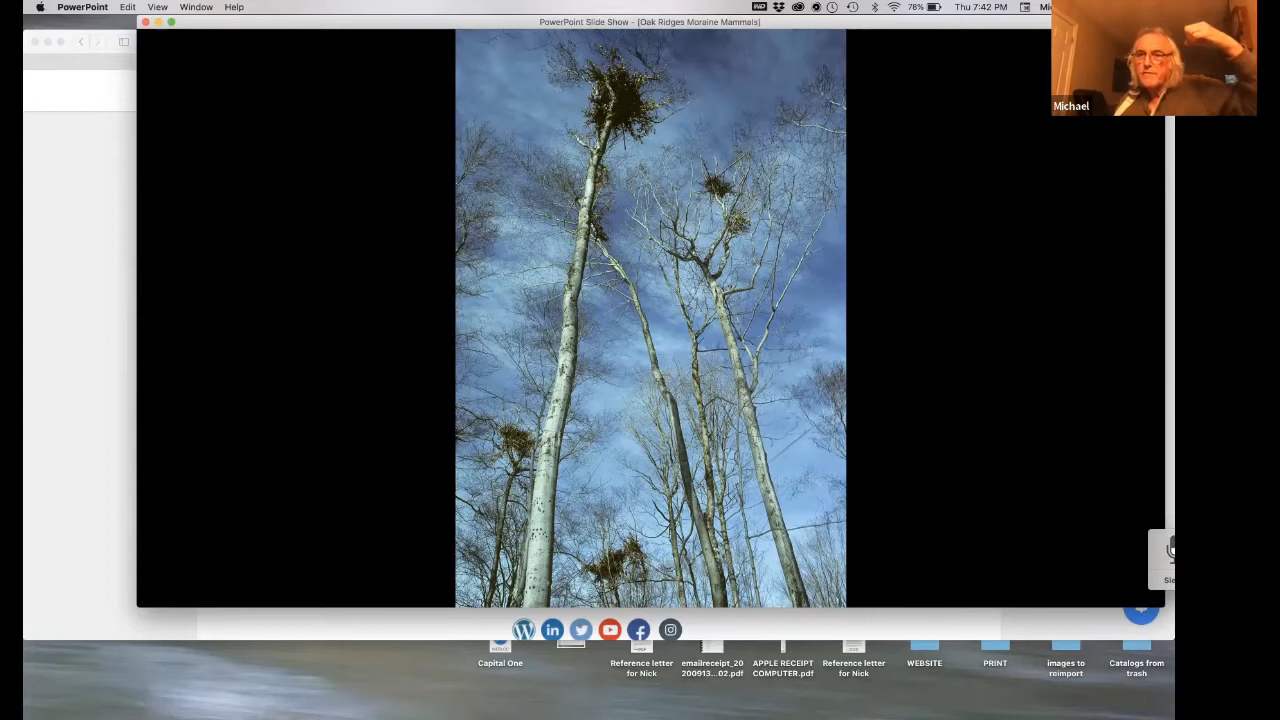 PowerPoint File Edit View Window Help
78% Thu 7:42 PM Mi
PowerPoint Slide Show - [Oak Ridges Moraine Mammals]
Michael
Capital One
Reference letter
for Nick
emailreceipt_20
200913...02.pdf
APPLE RECEIPT
COMPUTER.pdf
Reference letter
for Nick
WEBSITE
PRINT
images to
reimport
Catalogs from
trash